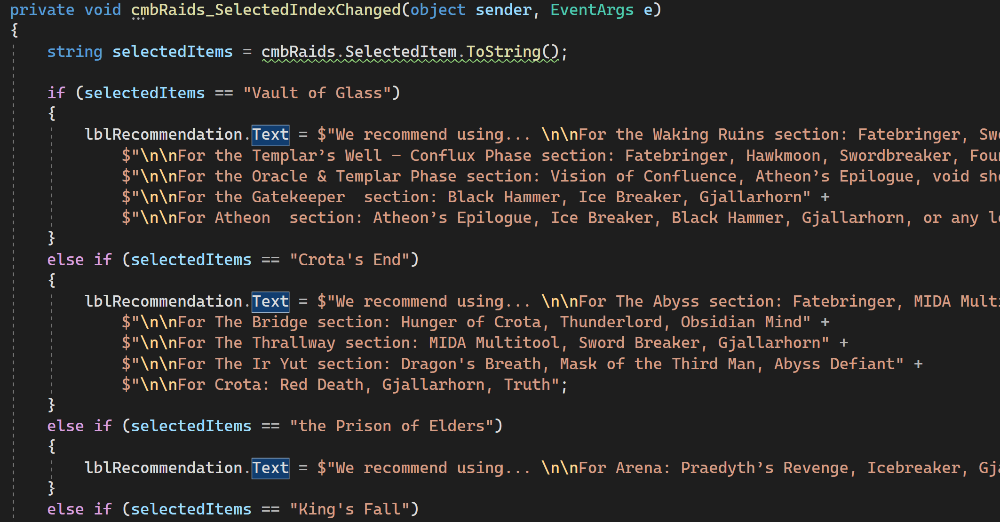 private void cmbRaids_SelectedIndexChanged(object sender, EventArgs e)
{
string selectedItems = cmbRaids.SelectedItem.ToString();
if (selectedItems == "Vault of Glass")
{
lblRecommendation.Text = $"We recommend using... \n\nFor the Waking Ruins section: Fatebringer,
$"\n\nFor the Templar’s Well – Conflux Phase section: Fatebringer, Hawkmoon, Swordbreaker,
$"\n\nFor the Oracle & Templar Phase section: Vision of Confluence, Atheon’s Epilogue, void
$"\n\nFor the Gatekeeper  section: Black Hammer, Ice Breaker, Gjallarhorn" +
$"\n\nFor Atheon  section: Atheon’s Epilogue, Ice Breaker, Black Hammer, Gjallarhorn, or any
}
else if (selectedItems == "Crota's End")
{
lblRecommendation.Text = $"We recommend using... \n\nFor The Abyss section: Fatebringer, MIDA
$"\n\nFor The Bridge section: Hunger of Crota, Thunderlord, Obsidian Mind" +
$"\n\nFor The Thrallway section: MIDA Multitool, Sword Breaker, Gjallarhorn" +
$"\n\nFor The Ir Yut section: Dragon's Breath, Mask of the Third Man, Abyss Defiant" +
$"\n\nFor Crota: Red Death, Gjallarhorn, Truth";
}
else if (selectedItems == "the Prison of Elders")
{
lblRecommendation.Text = $"We recommend using... \n\nFor Arena: Praedyth’s Revenge, Icebreaker,
}
else if (selectedItems == "King's Fall")